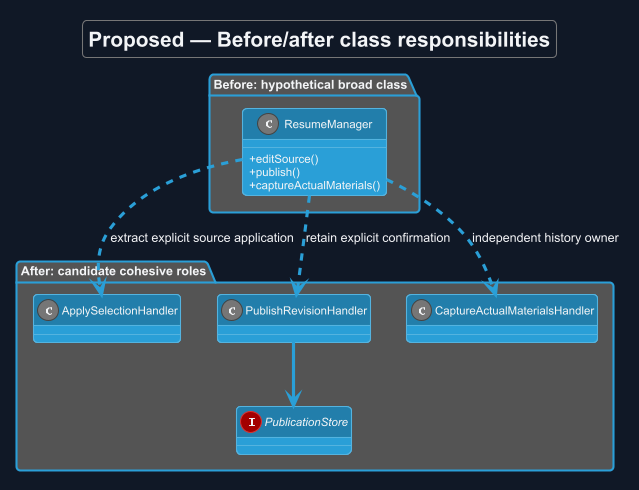 Proposed — Before/after class responsibilities
Before: hypothetical broad class
C ResumeManager
+editSource()
+publish()
+captureActualMaterials()
extract explicit source application
retain explicit confirmation
independent history owner
After: candidate cohesive roles
C ApplySelectionHandler
C PublishRevisionHandler
C CaptureActualMaterialsHandler
I PublicationStore